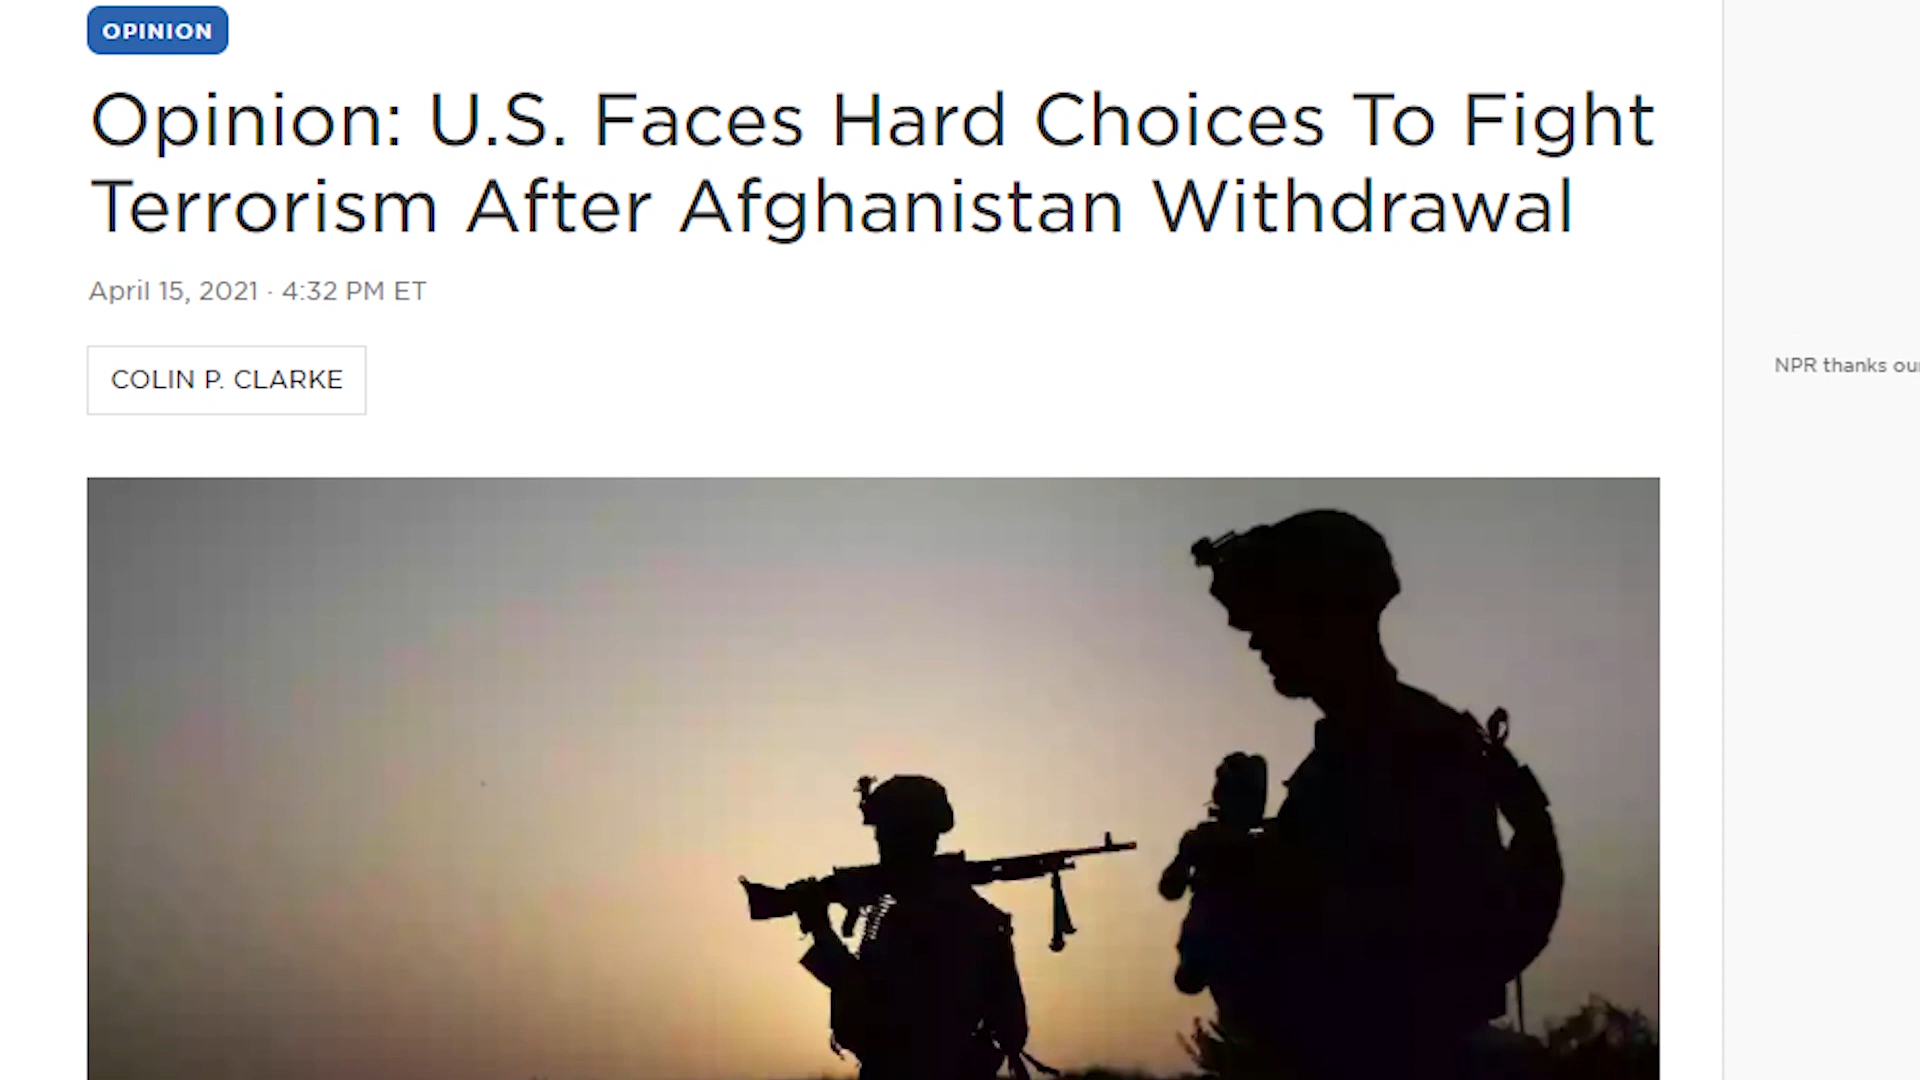 OPINION
Opinion: U.S. Faces Hard Choices To Fight
Terrorism After Afghanistan Withdrawal
April 15, 2021 · 4:32 PM ET
COLIN P. CLARKE
NPR thanks